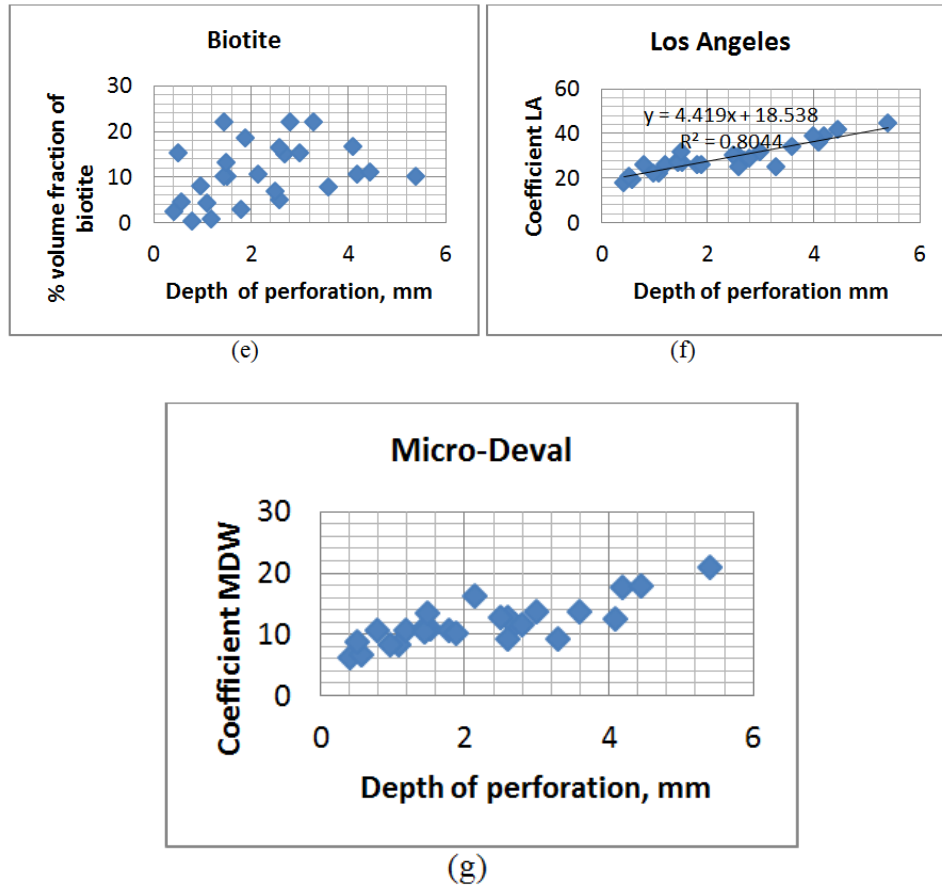 Biotite
% volume fraction of
biotite
30
20
10
0
0 2 4 6
Depth of perforation, mm
(e)
Los Angeles
Coefficient LA
60
40
20
0
y = 4.419x + 18.538
R² = 0.8044
0 2 4 6
Depth of perforation mm
(f)
Micro-Deval
Coefficient MDW
30
20
10
0
0 2 4 6
Depth of perforation, mm
(g)